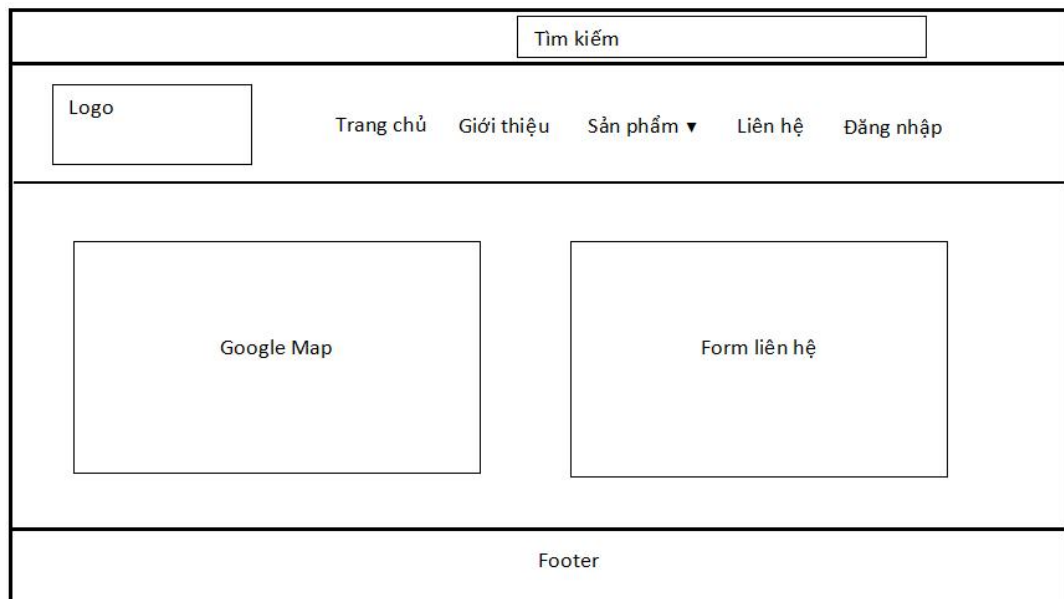 Tìm kiếm
Logo
Trang chủ Giới thiệu Sản phẩm ▾ Liên hệ Đăng nhập
Google Map
Form liên hệ
Footer